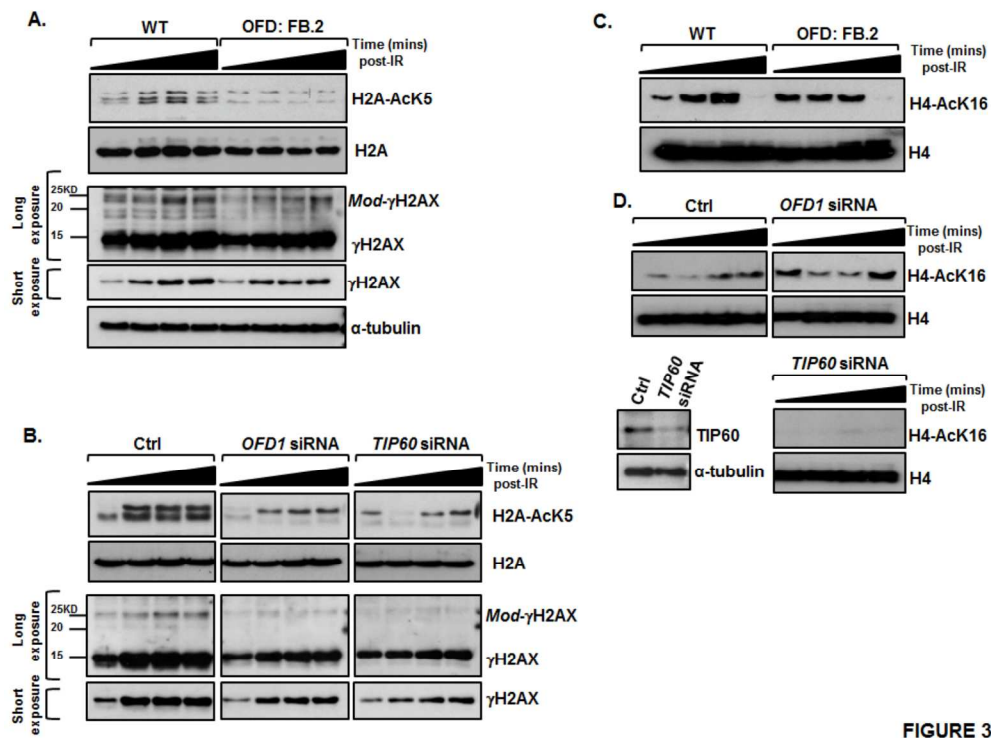 A.
WT
OFD: FB.2
Time (mins)
post-IR
H2A-AcK5
H2A
Long
exposure
25KD
20
15
Mod-γH2AX
γH2AX
Short
exposure
γH2AX
α-tubulin
B.
Ctrl
OFD1 siRNA
TIP60 siRNA
Time (mins)
post-IR
H2A-AcK5
H2A
Long
exposure
25KD
20
15
Mod-γH2AX
γH2AX
Short
exposure
γH2AX
C.
WT
OFD: FB.2
Time (mins)
post-IR
H4-AcK16
H4
D.
Ctrl
OFD1 siRNA
Time (mins)
post-IR
H4-AcK16
H4
Ctrl
TIP60
siRNA
TIP60
α-tubulin
TIP60 siRNA
Time (mins)
post-IR
H4-AcK16
H4
FIGURE 3